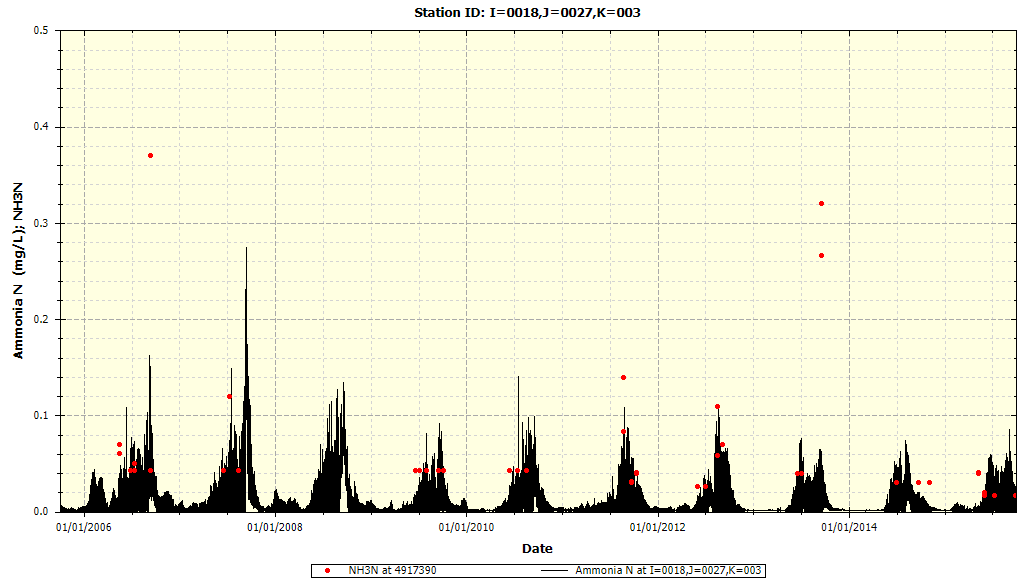 Station ID: I=0018,J=0027,K=003
Ammonia N (mg/L); NH3N
0.5
0.4
0.3
0.2
0.1
0.0
01/01/2006 01/01/2008 01/01/2010 01/01/2012 01/01/2014
Date
NH3N at 4917390 Ammonia N at I=0018,J=0027,K=003